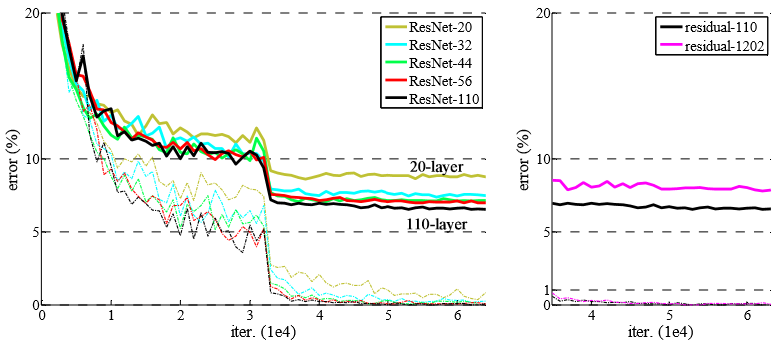 20
10
5
0
error (%)
0
1
2
3
4
5
6
iter. (1e4)
ResNet-20
ResNet-32
ResNet-44
ResNet-56
ResNet-110
20-layer
110-layer
20
10
5
1
0
error (%)
4
5
6
iter. (1e4)
residual-110
residual-1202